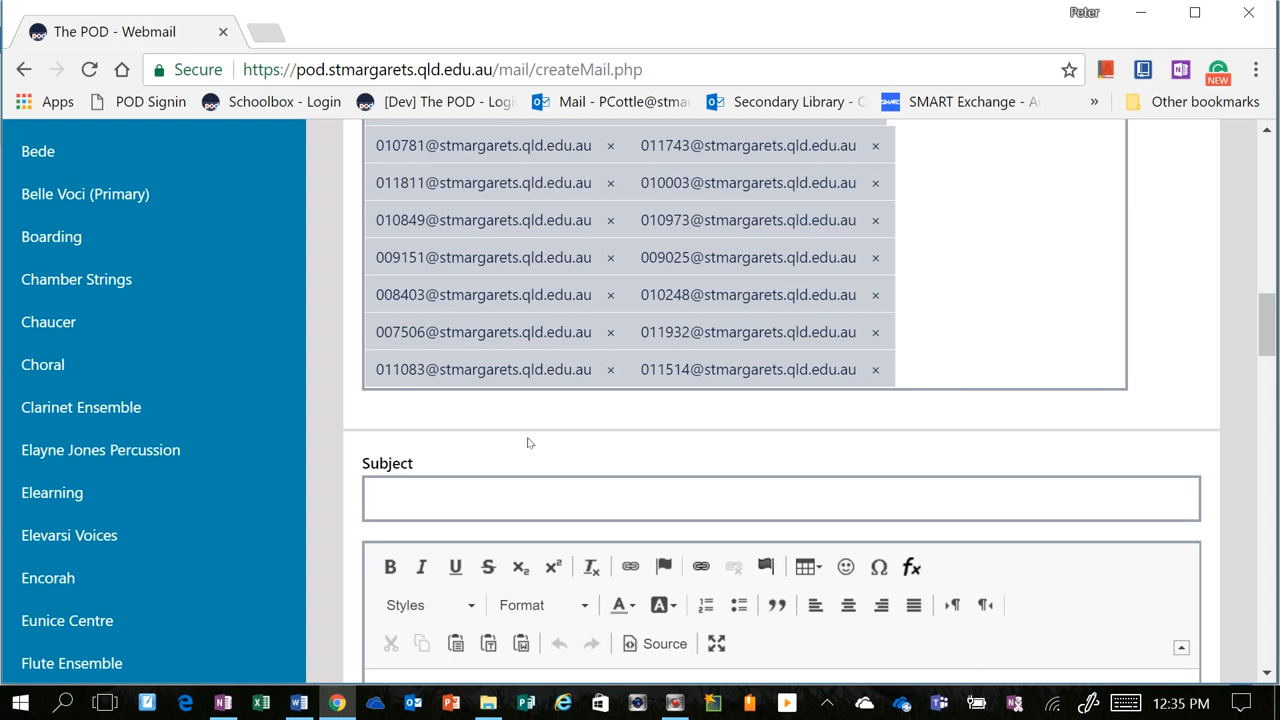 Peter
The POD - Webmail
Secure https://pod.stmargarets.qld.edu.au/mail/createMail.php
NEW
Apps POD Signin Schoolbox - Login [Dev] The POD - Logi Mail - PCottle@stmar Secondary Library - C SMART Exchange - A » Other bookmarks
Bede
Belle Voci (Primary)
Boarding
Chamber Strings
Chaucer
Choral
Clarinet Ensemble
Elayne Jones Percussion
Elearning
Elevarsi Voices
Encorah
Eunice Centre
Flute Ensemble
010781@stmargarets.qld.edu.au × 011743@stmargarets.qld.edu.au ×
011811@stmargarets.qld.edu.au × 010003@stmargarets.qld.edu.au ×
010849@stmargarets.qld.edu.au × 010973@stmargarets.qld.edu.au ×
009151@stmargarets.qld.edu.au × 009025@stmargarets.qld.edu.au ×
008403@stmargarets.qld.edu.au × 010248@stmargarets.qld.edu.au ×
007506@stmargarets.qld.edu.au × 011932@stmargarets.qld.edu.au ×
011083@stmargarets.qld.edu.au × 011514@stmargarets.qld.edu.au ×
Subject
B I U S x₂ x² Tx Ω fx
Styles Format A A
Source
12:35 PM